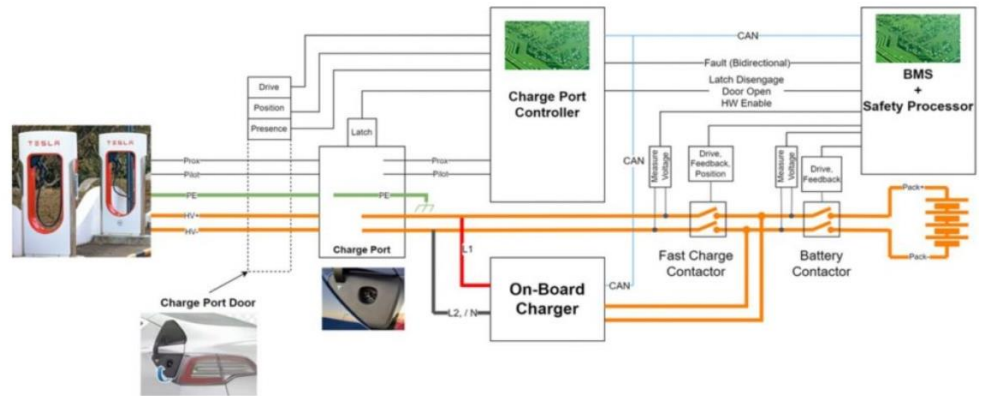 CAN
Fault (Bidirectional)
Latch Disengage
Door Open
HW Enable
Charge Port
Controller
BMS
+
Safety Processor
Drive
Position
Presence
Latch
TESLA
TESLA
Prox
Pilot
PE
HV+
HV-
Prox
Pilot
PE
Charge Port
CAN
Measure
Voltage
Drive,
Feedback,
Position
Measure
Voltage
Drive,
Feedback
Pack+
Pack-
L1
L2, / N
Fast Charge
Contactor
Battery
Contactor
On-Board
Charger
CAN
Charge Port Door